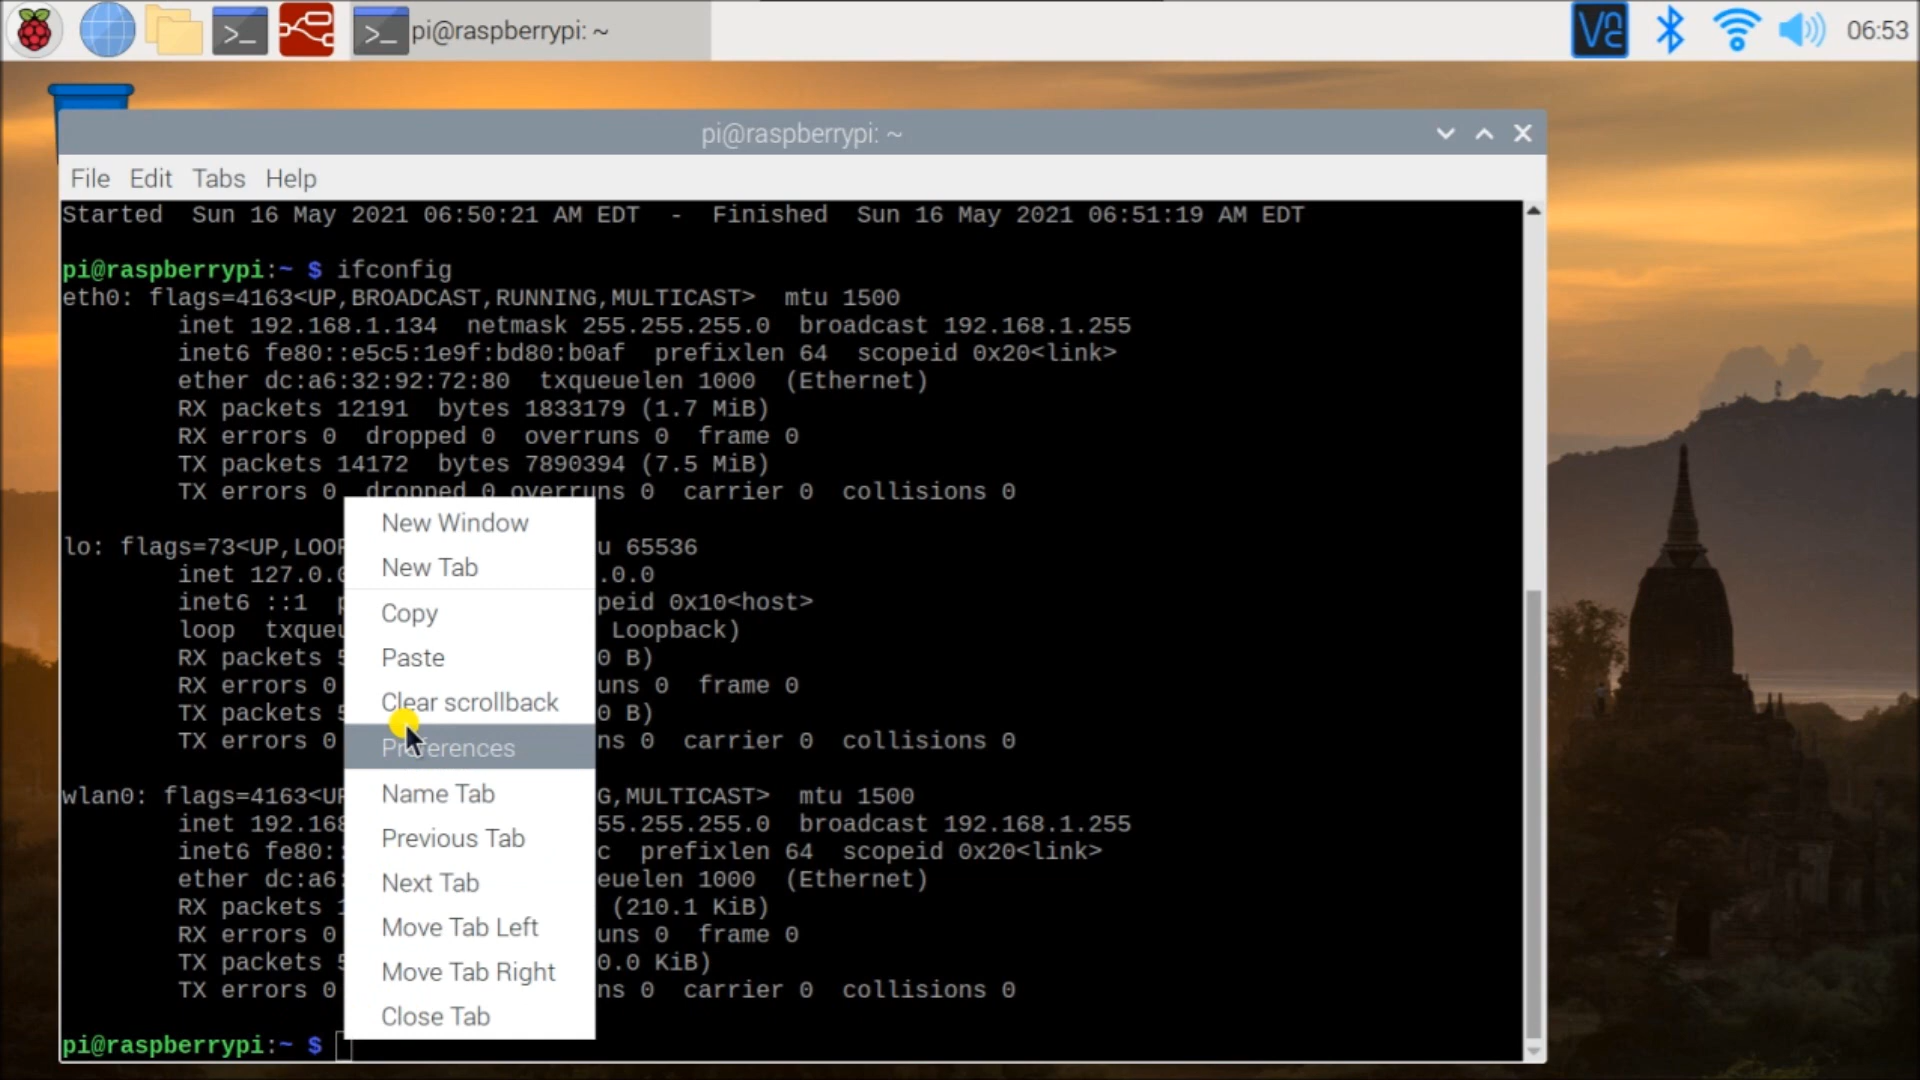 pi@raspberrypi: ~
06:53
pi@raspberrypi: ~
File Edit Tabs Help
Started  Sun 16 May 2021 06:50:21 AM EDT  -  Finished  Sun 16 May 2021 06:51:19 AM EDT
pi@raspberrypi:~ $ ifconfig
eth0: flags=4163<UP,BROADCAST,RUNNING,MULTICAST>  mtu 1500
inet 192.168.1.134  netmask 255.255.255.0  broadcast 192.168.1.255
inet6 fe80::e5c5:1e9f:bd80:b0af  prefixlen 64  scopeid 0x20<link>
ether dc:a6:32:92:72:80  txqueuelen 1000  (Ethernet)
RX packets 12191  bytes 1833179 (1.7 MiB)
RX errors 0  dropped 0  overruns 0  frame 0
TX packets 14172  bytes 7890394 (7.5 MiB)
TX errors 0  dropped 0 overruns 0  carrier 0  collisions 0
lo: flags=73<UP,LOOP u 65536
inet 127.0.0 .0.0
inet6 ::1 peid 0x10<host>
loop  txqueu Loopback)
RX packets 0 B)
RX errors 0 uns 0  frame 0
TX packets 0 B)
TX errors 0 ns 0  carrier 0  collisions 0
wlan0: flags=4163<UP G,MULTICAST>  mtu 1500
inet 192.168 55.255.255.0  broadcast 192.168.1.255
inet6 fe80: c  prefixlen 64  scopeid 0x20<link>
ether dc:a6: euelen 1000  (Ethernet)
RX packets (210.1 KiB)
RX errors 0 uns 0  frame 0
TX packets 0.0 KiB)
TX errors 0 ns 0  carrier 0  collisions 0
pi@raspberrypi:~ $
New Window
New Tab
Copy
Paste
Clear scrollback
Preferences
Name Tab
Previous Tab
Next Tab
Move Tab Left
Move Tab Right
Close Tab